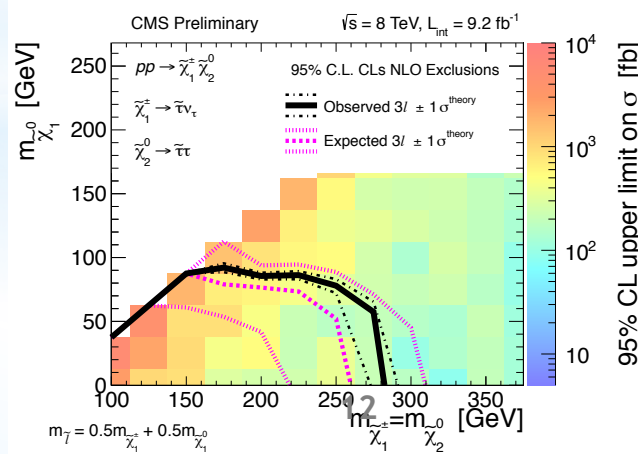 CMS Preliminary √s = 8 TeV, L_int = 9.2 fb⁻¹
pp → χ̃₁^± χ̃₂⁰
χ̃₁^± → τ̃ν_τ
χ̃₂⁰ → τ̃τ
95% C.L. CLs NLO Exclusions
Observed 3l ± 1σ^theory
Expected 3l ± 1σ^theory
m_χ̃₁⁰ [GeV]
250
200
150
100
50
0
100 150 200 250 300 350
12
m_χ̃₁^± = m_χ̃₂⁰ [GeV]
m_l̃ = 0.5m_χ̃₁^± + 0.5m_χ̃₁⁰
10⁴
10³
10²
10
95% CL upper limit on σ [fb]